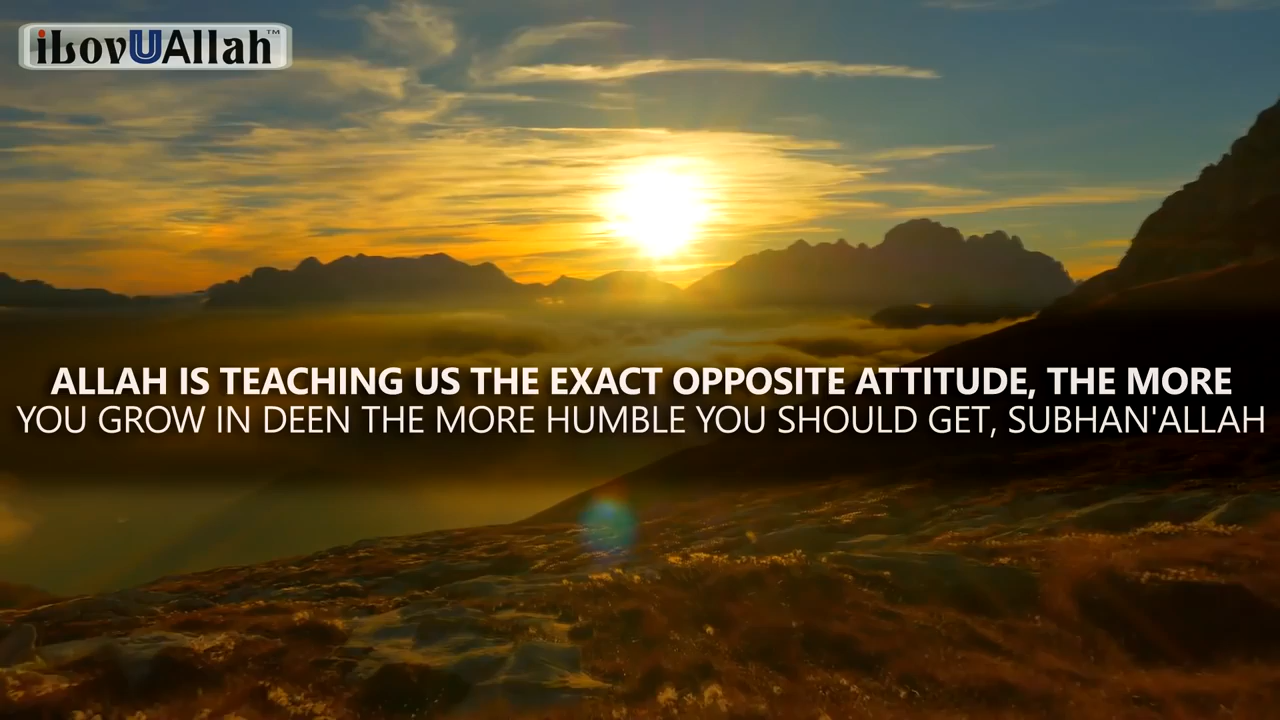 iLovUAllah™
ALLAH IS TEACHING US THE EXACT OPPOSITE ATTITUDE, THE MORE
YOU GROW IN DEEN THE MORE HUMBLE YOU SHOULD GET, SUBHAN'ALLAH